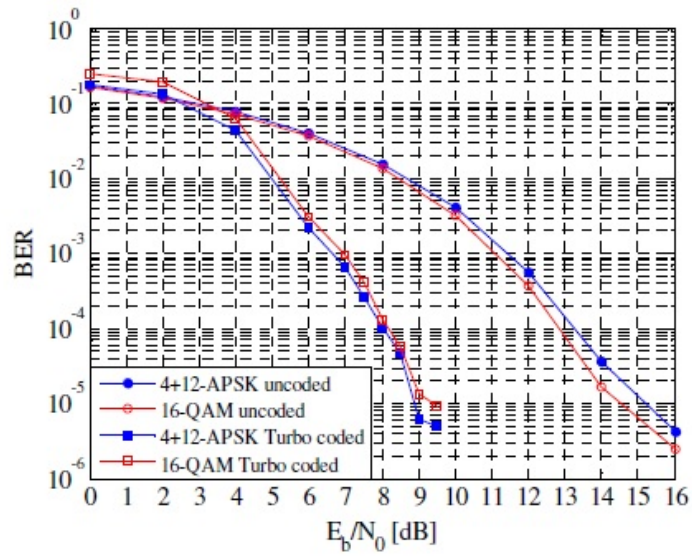 10^0
10^-1
10^-2
10^-3
10^-4
10^-5
10^-6
BER
4+12-APSK uncoded
16-QAM uncoded
4+12-APSK Turbo coded
16-QAM Turbo coded
0 1 2 3 4 5 6 7 8 9 10 11 12 13 14 15 16
E_b/N_0 [dB]